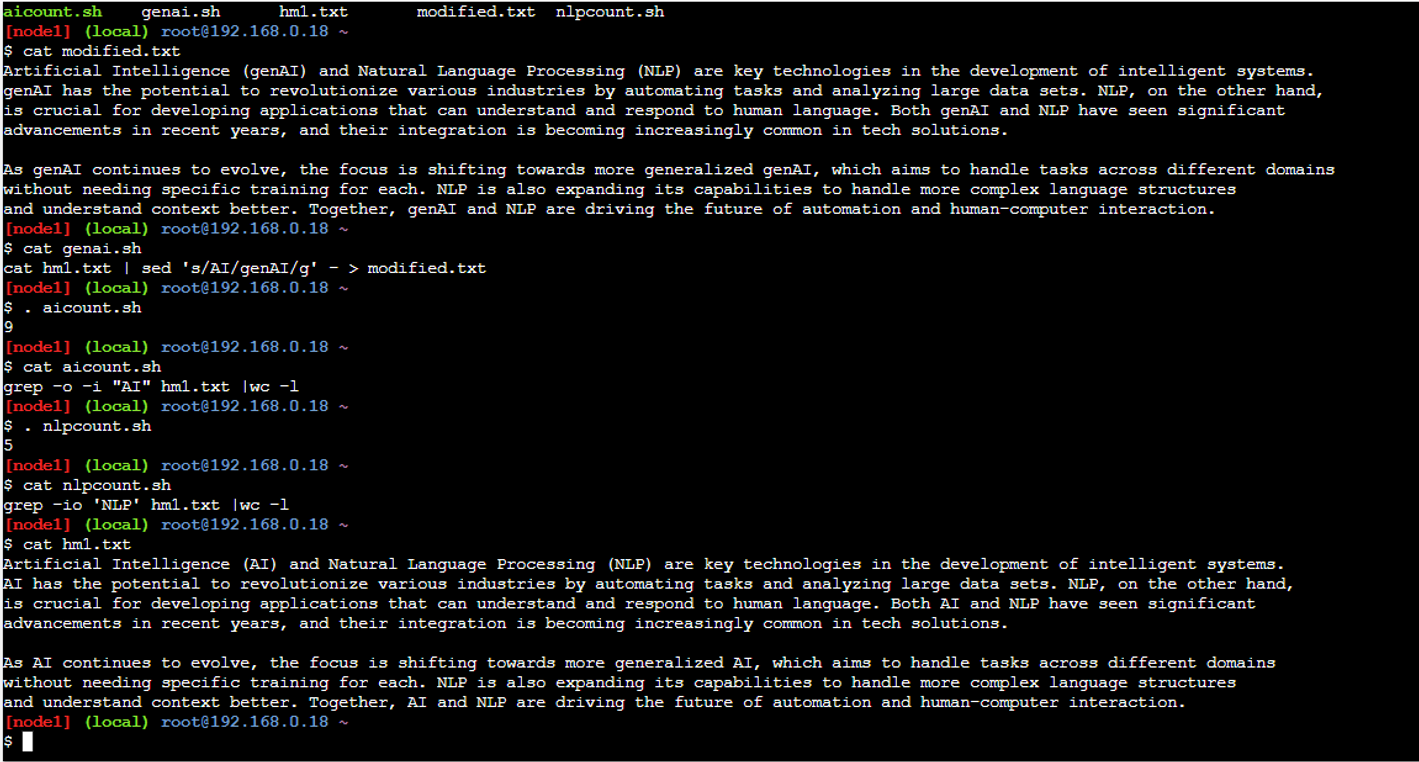 aicount.sh    genai.sh      hm1.txt       modified.txt  nlpcount.sh
[node1] (local) root@192.168.0.18 ~
$ cat modified.txt
Artificial Intelligence (genAI) and Natural Language Processing (NLP) are key technologies in the development of intelligent systems.
genAI has the potential to revolutionize various industries by automating tasks and analyzing large data sets. NLP, on the other hand,
is crucial for developing applications that can understand and respond to human language. Both genAI and NLP have seen significant
advancements in recent years, and their integration is becoming increasingly common in tech solutions.

As genAI continues to evolve, the focus is shifting towards more generalized genAI, which aims to handle tasks across different domains
without needing specific training for each. NLP is also expanding its capabilities to handle more complex language structures
and understand context better. Together, genAI and NLP are driving the future of automation and human-computer interaction.
[node1] (local) root@192.168.0.18 ~
$ cat genai.sh
cat hm1.txt | sed 's/AI/genAI/g' - > modified.txt
[node1] (local) root@192.168.0.18 ~
$ . aicount.sh
9
[node1] (local) root@192.168.0.18 ~
$ cat aicount.sh
grep -o -i "AI" hm1.txt |wc -l
[node1] (local) root@192.168.0.18 ~
$ . nlpcount.sh
5
[node1] (local) root@192.168.0.18 ~
$ cat nlpcount.sh
grep -io 'NLP' hm1.txt |wc -l
[node1] (local) root@192.168.0.18 ~
$ cat hm1.txt
Artificial Intelligence (AI) and Natural Language Processing (NLP) are key technologies in the development of intelligent systems.
AI has the potential to revolutionize various industries by automating tasks and analyzing large data sets. NLP, on the other hand,
is crucial for developing applications that can understand and respond to human language. Both AI and NLP have seen significant
advancements in recent years, and their integration is becoming increasingly common in tech solutions.

As AI continues to evolve, the focus is shifting towards more generalized AI, which aims to handle tasks across different domains
without needing specific training for each. NLP is also expanding its capabilities to handle more complex language structures
and understand context better. Together, AI and NLP are driving the future of automation and human-computer interaction.
[node1] (local) root@192.168.0.18 ~
$